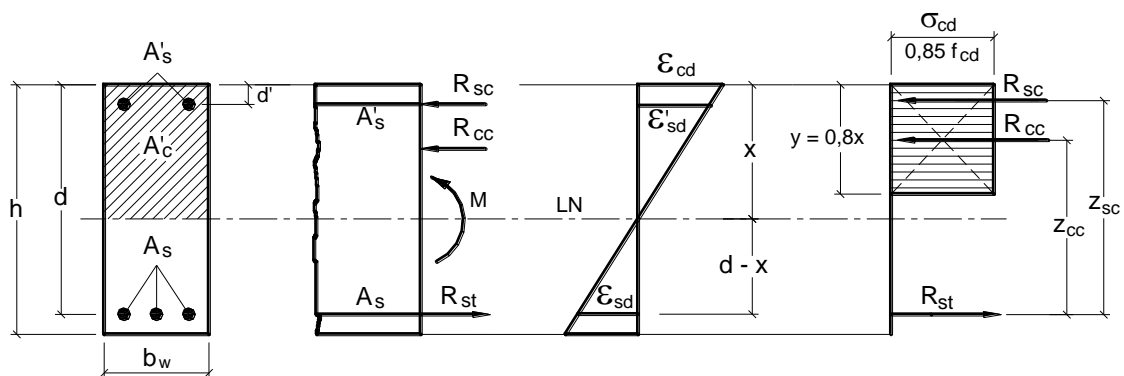 A's
A'c
As
h
d
d'
bw
Rsc
A's
Rcc
M
As
Rst
LN
εcd
ε'sd
εsd
x
d - x
σcd
0,85 fcd
y = 0,8x
Rsc
Rcc
Rst
zcc
zsc